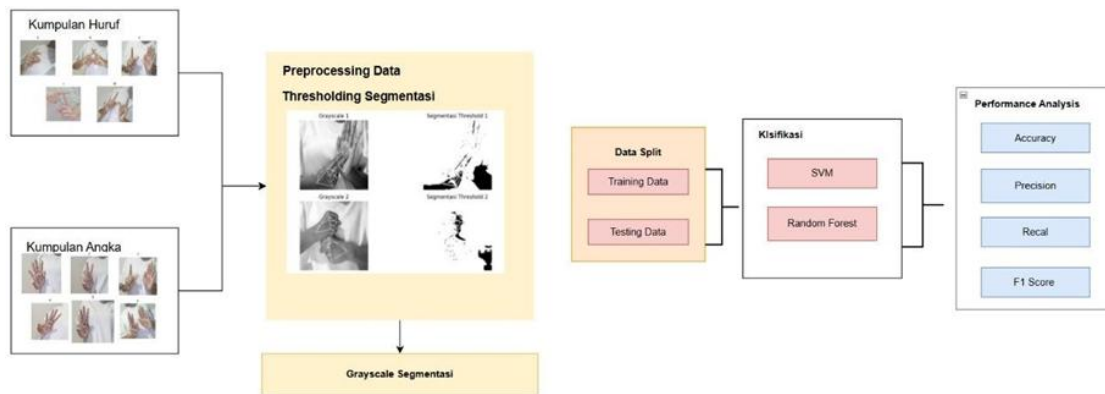 Kumpulan Huruf
Kumpulan Angka
Preprocessing Data
Thresholding Segmentasi
Grayscale 1
Segmentasi Threshold 1
Grayscale 2
Segmentasi Threshold 2
Grayscale Segmentasi
Data Split
Training Data
Testing Data
Klsifikasi
SVM
Random Forest
Performance Analysis
Accuracy
Precision
Recal
F1 Score